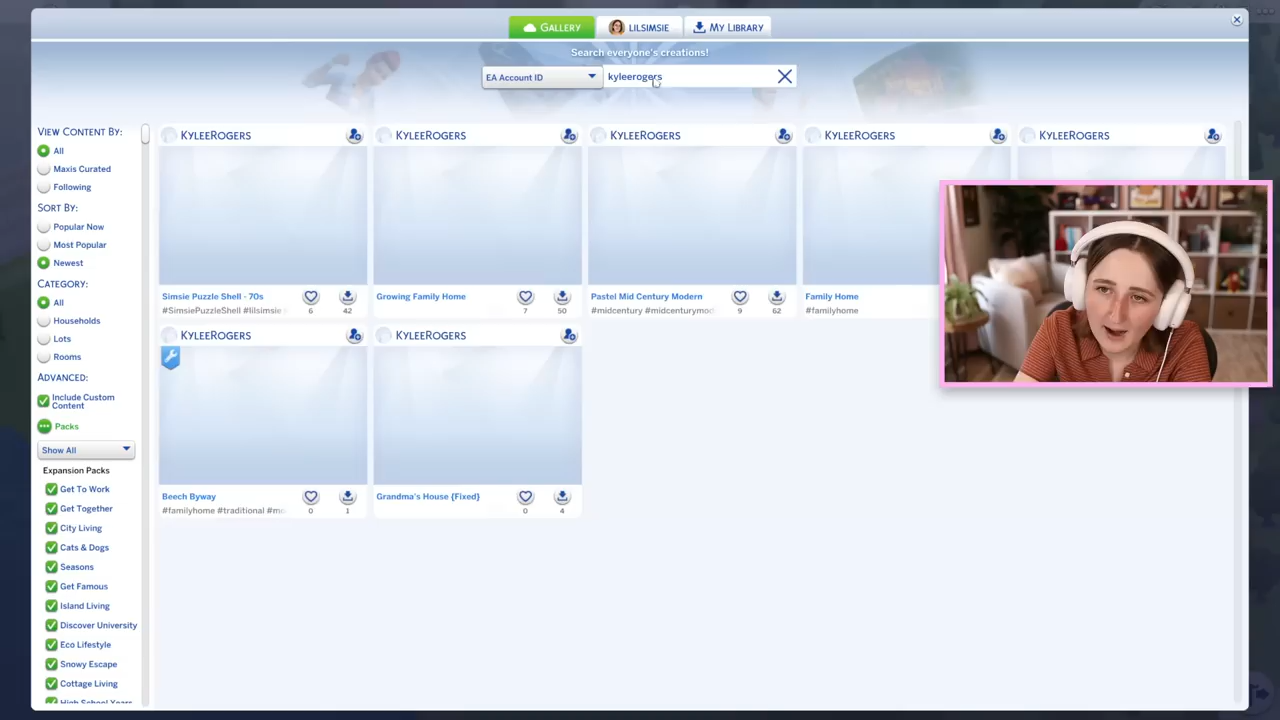 GALLERY
LILSIMSIE
MY LIBRARY
Search everyone's creations!
EA Account ID
kyleerogers
VIEW CONTENT BY:
All
Maxis Curated
Following
SORT BY:
Popular Now
Most Popular
Newest
CATEGORY:
All
Households
Lots
Rooms
ADVANCED:
Include Custom
Content
Packs
Show All
Expansion Packs
Get To Work
Get Together
City Living
Cats & Dogs
Seasons
Get Famous
Island Living
Discover University
Eco Lifestyle
Snowy Escape
Cottage Living
High School Years
KYLEEROGERS
Simsie Puzzle Shell - 70s
#SimsiePuzzleShell #lilsimsie
6
42
KYLEEROGERS
Growing Family Home
7
50
KYLEEROGERS
Pastel Mid Century Modern
#midcentury #midcenturymod
9
62
KYLEEROGERS
Family Home
#familyhome
KYLEEROGERS
KYLEEROGERS
Beech Byway
#familyhome #traditional #mo
0
1
KYLEEROGERS
Grandma's House {Fixed}
0
4